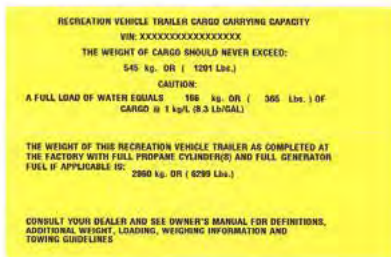 RECREATION VEHICLE TRAILER CARGO CARRYING CAPACITY
VIN: XXXXXXXXXXXXXXXXX
THE WEIGHT OF CARGO SHOULD NEVER EXCEED:
545 kg. OR ( 1201 Lbs.)
CAUTION:
A FULL LOAD OF WATER EQUALS 166 kg. OR ( 365 Lbs. ) OF
CARGO @ 1 kg/L (8.3 Lb/GAL)
THE WEIGHT OF THIS RECREATION VEHICLE TRAILER AS COMPLETED AT
THE FACTORY WITH FULL PROPANE CYLINDER(S) AND FULL GENERATOR
FUEL IF APPLICABLE IS:
2860 kg. OR ( 6299 Lbs.)
CONSULT YOUR DEALER AND SEE OWNER'S MANUAL FOR DEFINITIONS,
ADDITIONAL WEIGHT, LOADING, WEIGHING INFORMATION AND
TOWING GUIDELINES